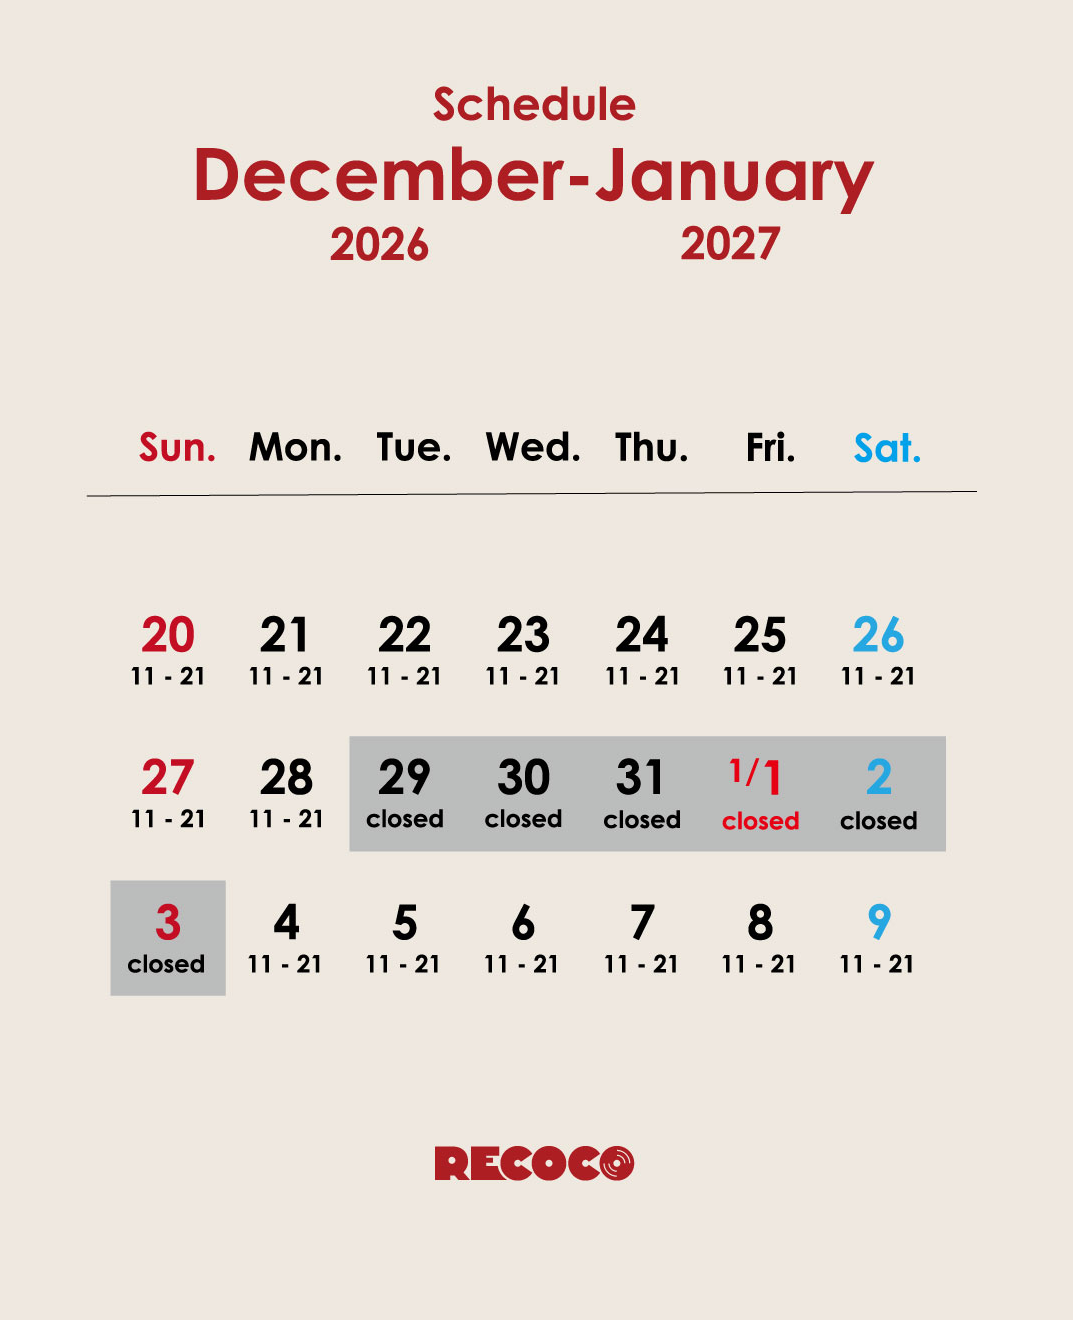 Schedule
December-January
2026 2027
Sun. Mon. Tue. Wed. Thu. Fri. Sat.
20 21 22 23 24 25 26
11 - 21 11 - 21 11 - 21 11 - 21 11 - 21 11 - 21 11 - 21
27 28 29 30 31 1/1 2
11 - 21 11 - 21 closed closed closed closed closed
3 4 5 6 7 8 9
closed 11 - 21 11 - 21 11 - 21 11 - 21 11 - 21 11 - 21
RECOCO